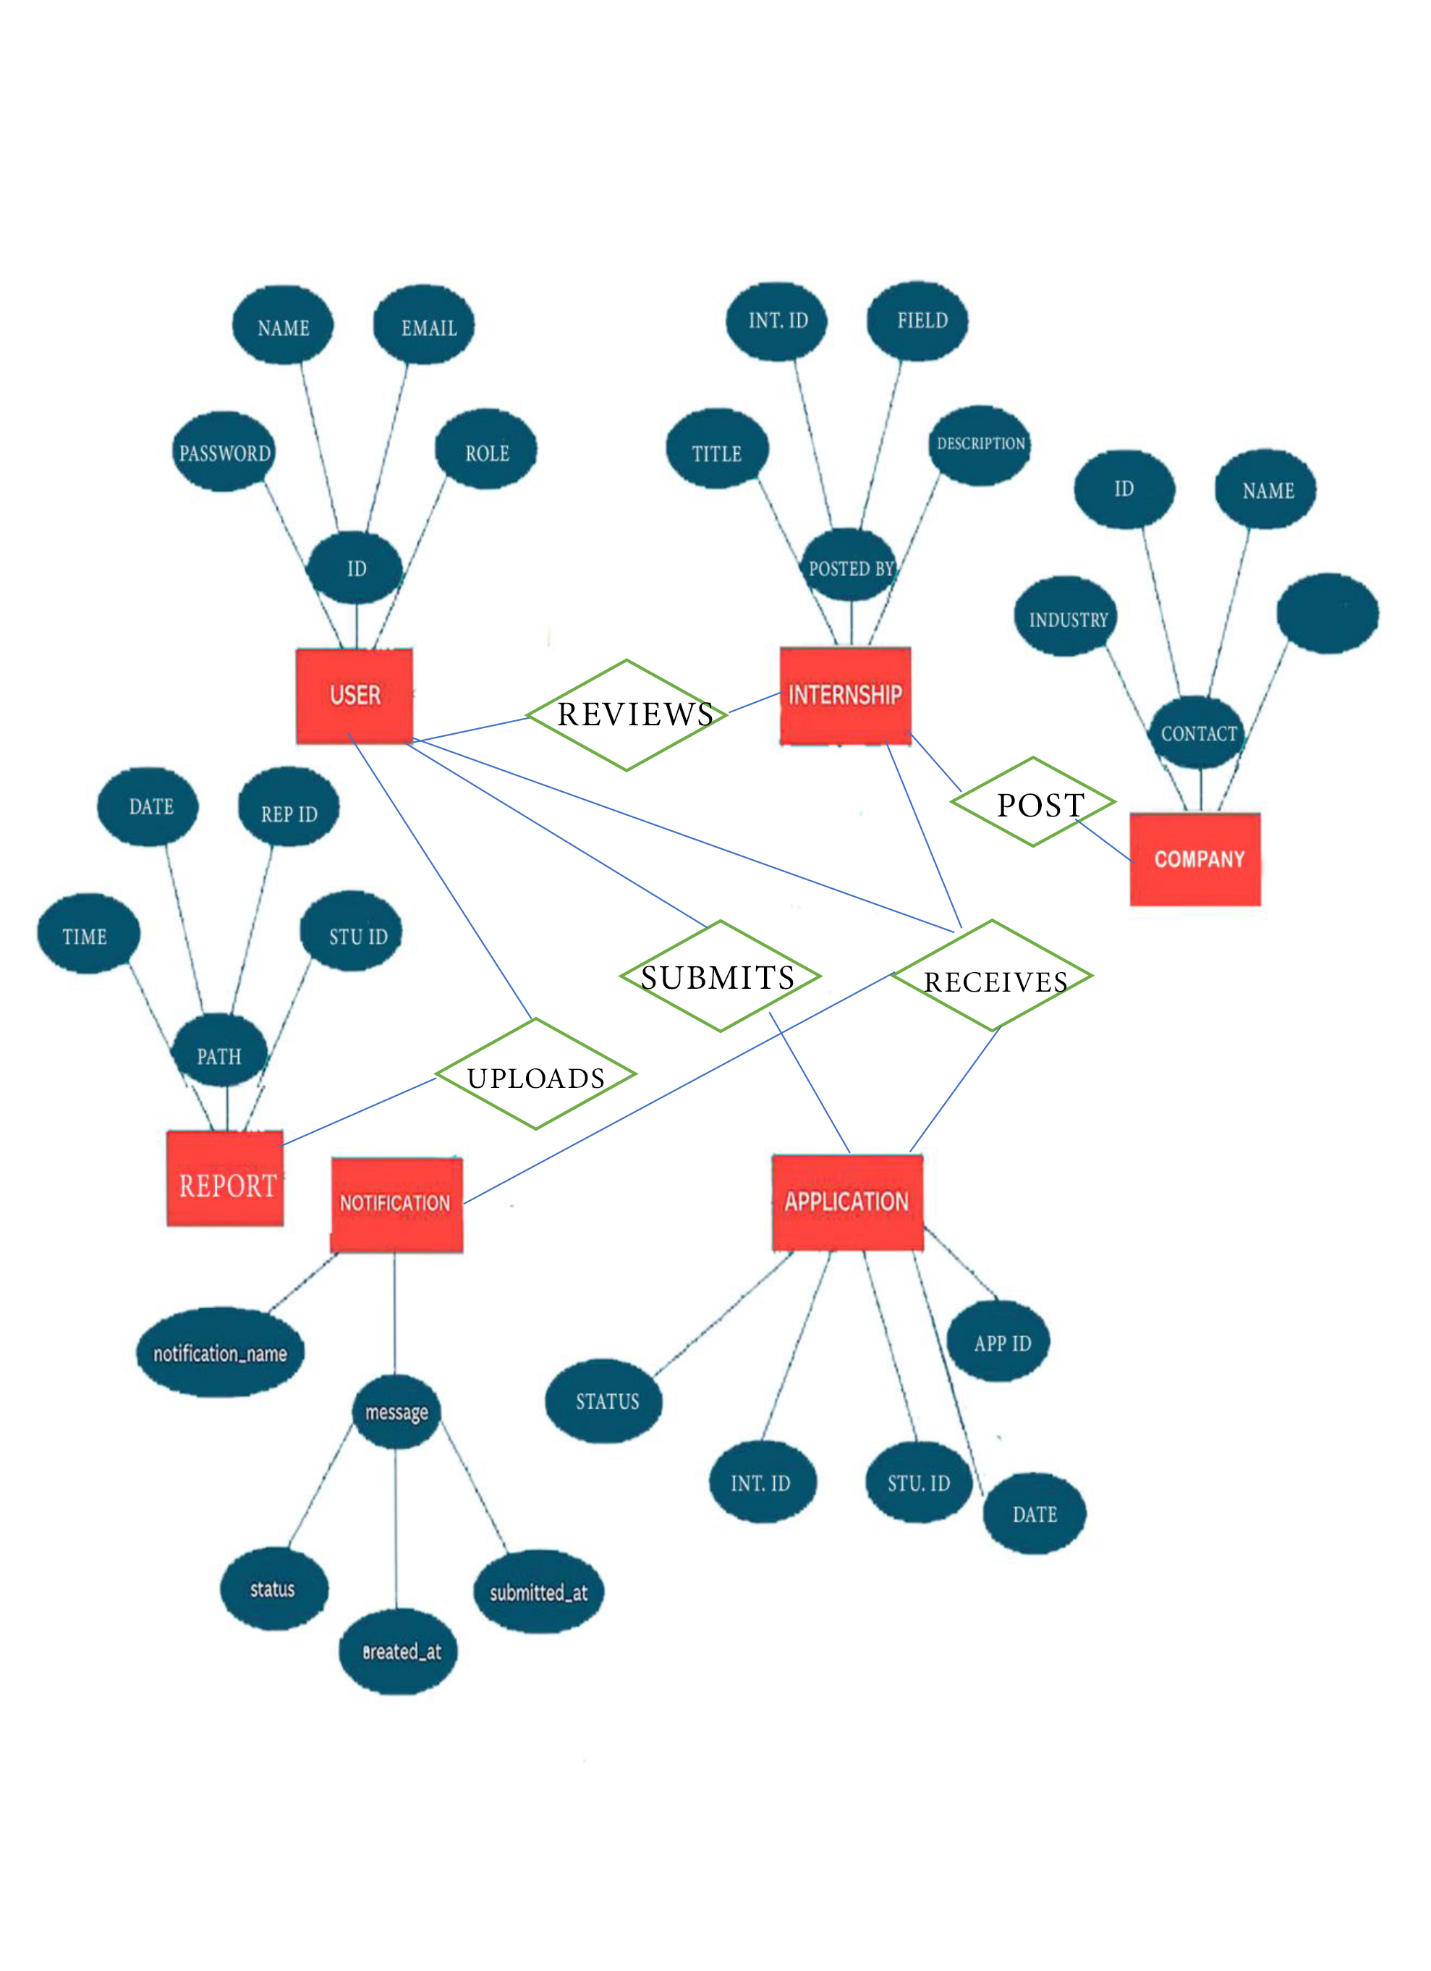 NAME
EMAIL
PASSWORD
ROLE
ID
USER
INT. ID
FIELD
TITLE
DESCRIPTION
POSTED BY
INTERNSHIP
ID
NAME
INDUSTRY
CONTACT
COMPANY
REVIEWS
POST
DATE
REP ID
TIME
STU ID
PATH
REPORT
SUBMITS
RECEIVES
UPLOADS
NOTIFICATION
APPLICATION
notification_name
message
status
submitted_at
STATUS
INT. ID
STU. ID
APP ID
DATE